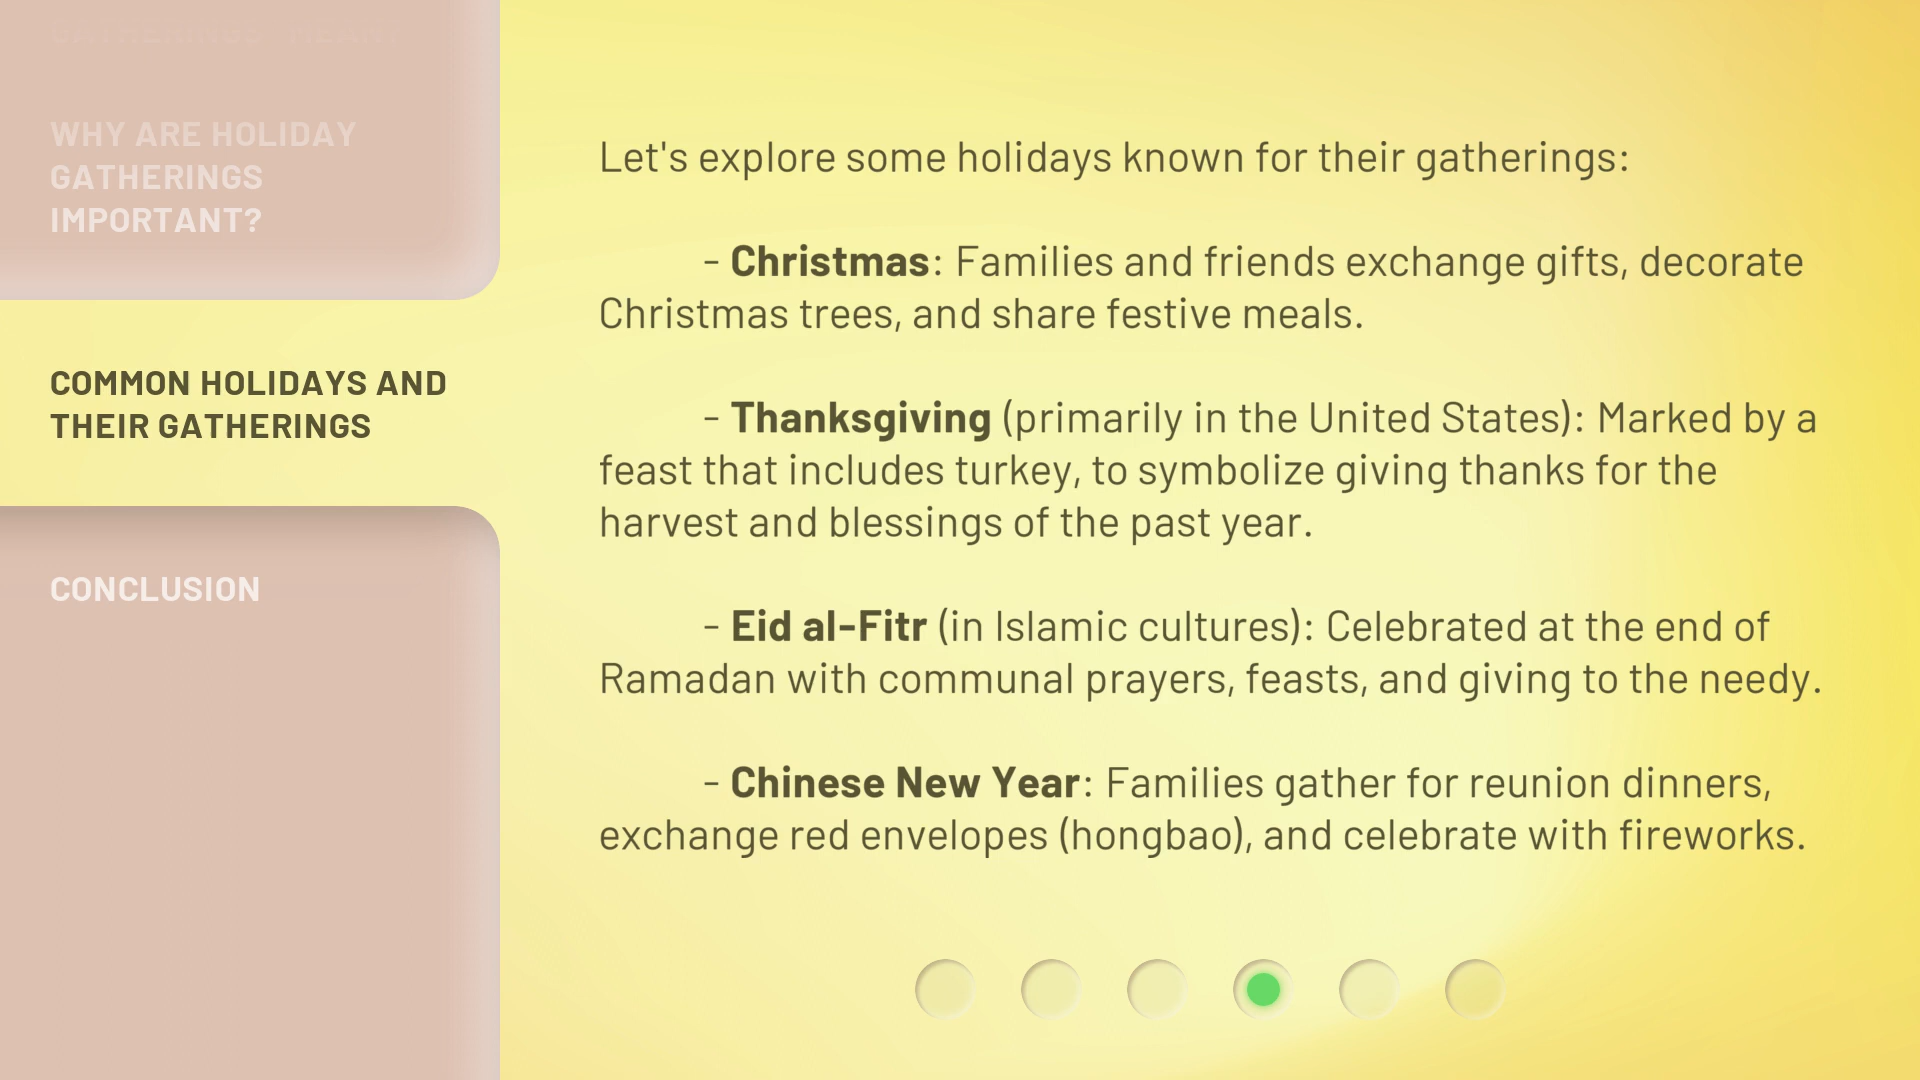 WHY ARE HOLIDAY
GATHERINGS
IMPORTANT?
COMMON HOLIDAYS AND
THEIR GATHERINGS
CONCLUSION
Let's explore some holidays known for their gatherings:
- Christmas: Families and friends exchange gifts, decorate
Christmas trees, and share festive meals.
- Thanksgiving (primarily in the United States): Marked by a
feast that includes turkey, to symbolize giving thanks for the
harvest and blessings of the past year.
- Eid al-Fitr (in Islamic cultures): Celebrated at the end of
Ramadan with communal prayers, feasts, and giving to the needy.
- Chinese New Year: Families gather for reunion dinners,
exchange red envelopes (hongbao), and celebrate with fireworks.